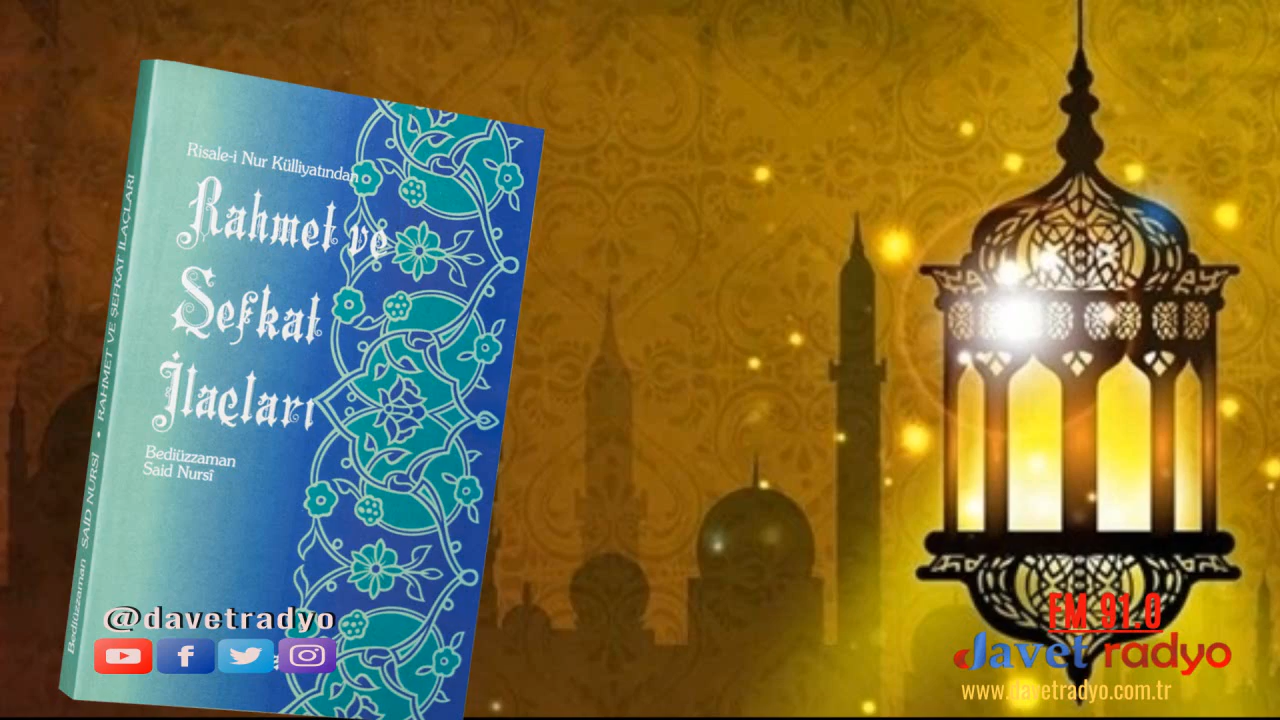 Risale-i Nur Külliyatından
Rahmet ve
Şefkat
İlaçları
Bediüzzaman
Said Nursî
Bediüzzaman SAİD NURSÎ • RAHMET VE ŞEFKAT İLAÇLARI
@davetradyo
FM 91.0
davet radyo
www.davetradyo.com.tr